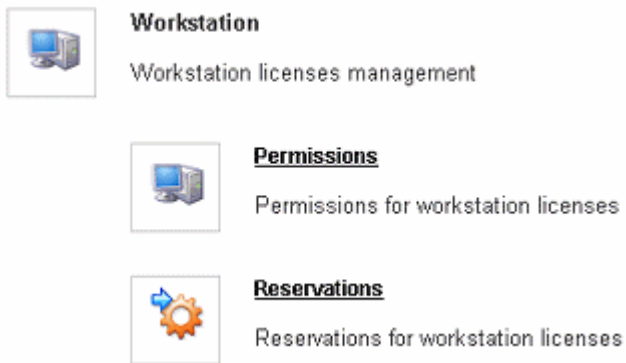 Workstation
Workstation licenses management
Permissions
Permissions for workstation licenses
Reservations
Reservations for workstation licenses